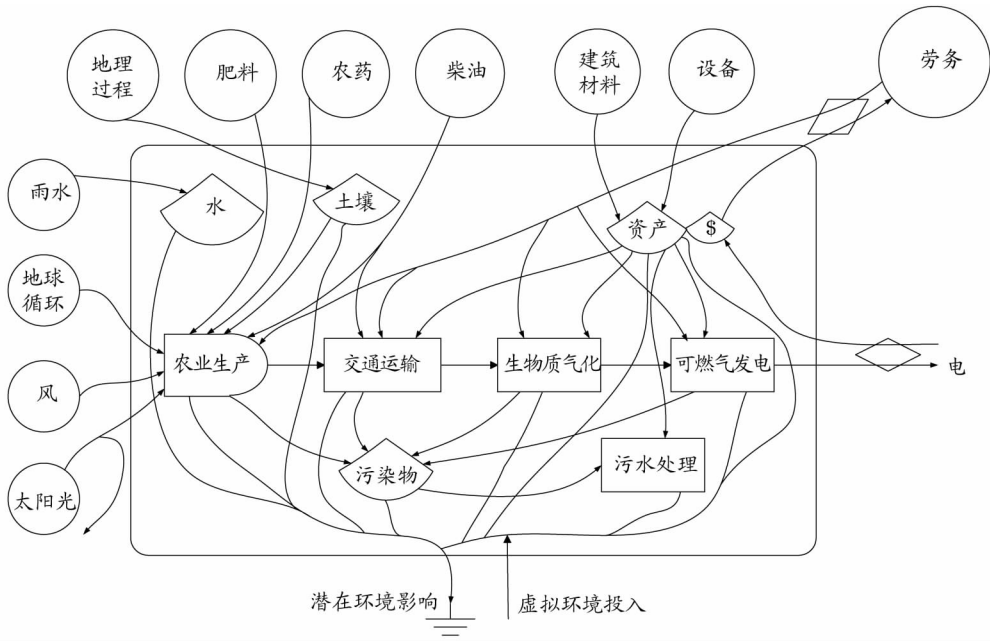 地理
过程
肥料
农药
柴油
建筑
材料
设备
劳务
雨水
水
土壤
资产
$
地球
循环
农业生产
交通运输
生物质气化
可燃气发电
电
风
污染物
污水处理
太阳光
潜在环境影响
虚拟环境投入